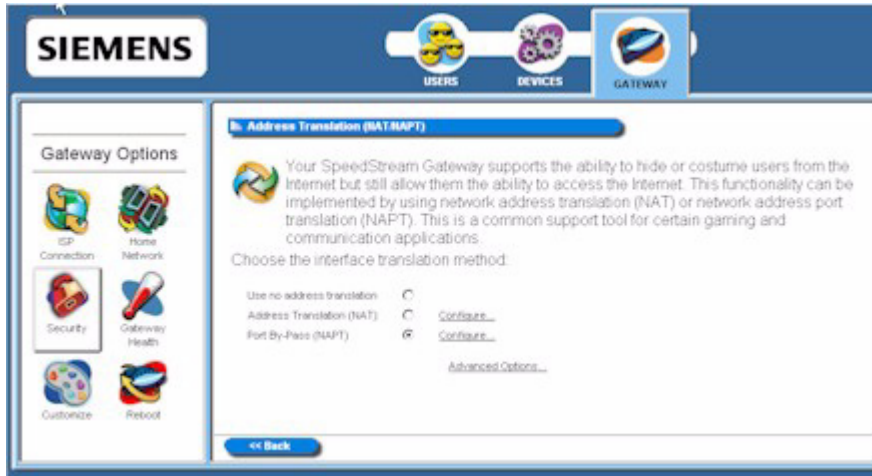 SIEMENS
USERS
DEVICES
GATEWAY
Gateway Options
ISP
Connection
Home
Network
Security
Gateway
Health
Customize
Reboot
Address Translation (NAT/NAPT)
Your SpeedStream Gateway supports the ability to hide or costume users from the
Internet but still allow them the ability to access the Internet. This functionality can be
implemented by using network address translation (NAT) or network address port
translation (NAPT). This is a common support tool for certain gaming and
communication applications.
Choose the interface translation method:
Use no address translation
Address Translation (NAT) Configure...
Port By-Pass (NAPT) Configure...
Advanced Options...
<< Back